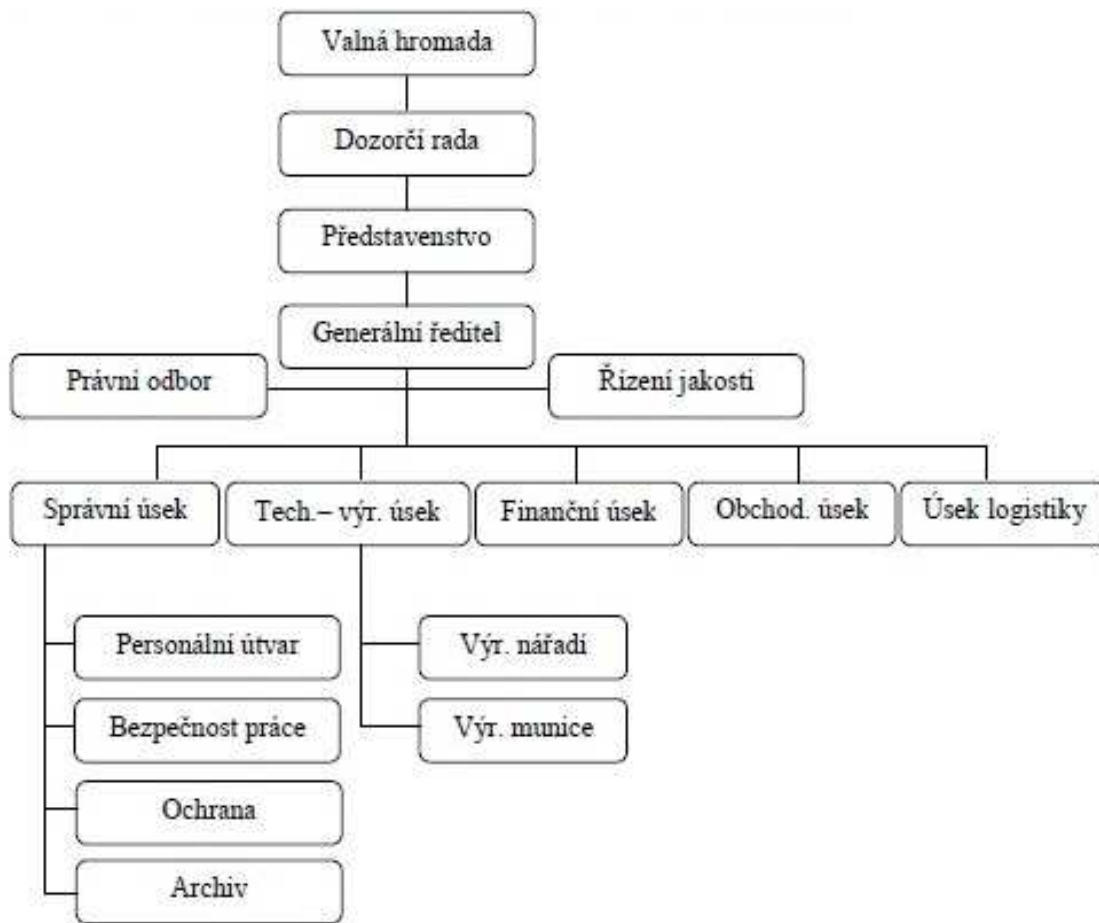 Valná hromada
Dozorčí rada
Představenstvo
Generální ředitel
Právní odbor
Řízení jakosti
Správní úsek
Tech.– výr. úsek
Finanční úsek
Obchod. úsek
Úsek logistiky
Personální útvar
Výr. nářadí
Bezpečnost práce
Výr. munice
Ochrana
Archiv